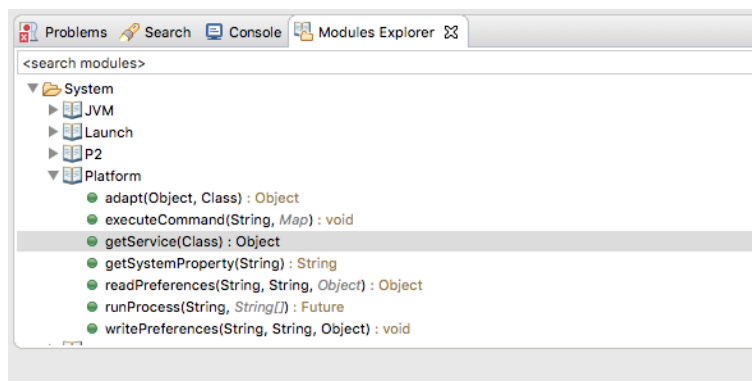 Problems Search Console Modules Explorer
<search modules>
System
JVM
Launch
P2
Platform
adapt(Object, Class) : Object
executeCommand(String, Map) : void
getService(Class) : Object
getSystemProperty(String) : String
readPreferences(String, String, Object) : Object
runProcess(String, String[]) : Future
writePreferences(String, String, Object) : void